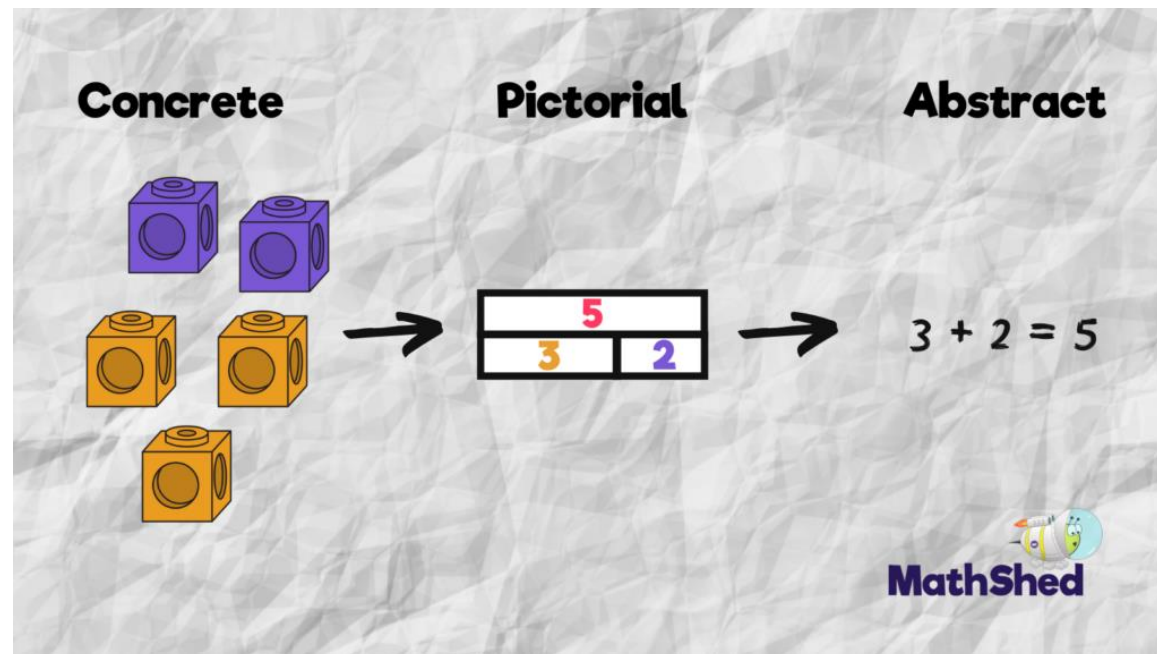 Concrete
Pictorial
Abstract
5
3 2
3 + 2 = 5
MathShed